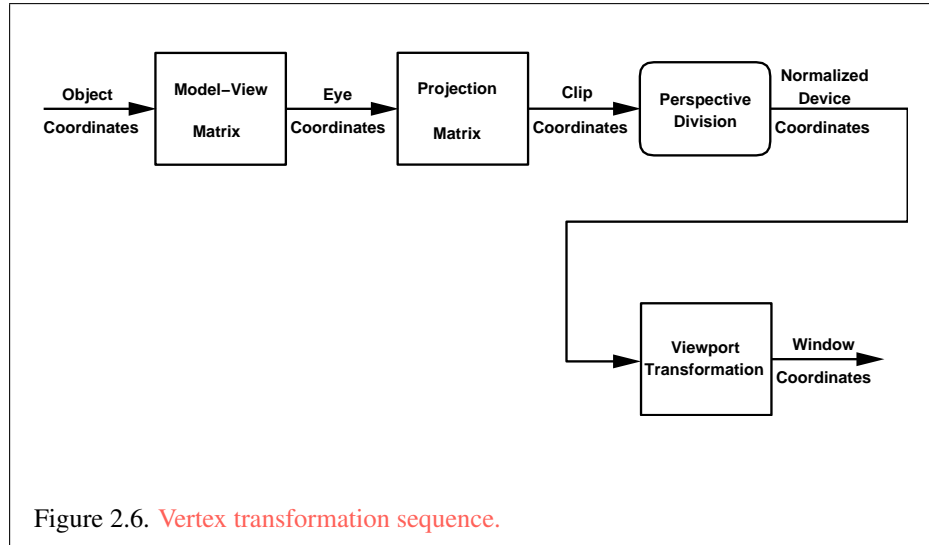 Object
Coordinates
Model−View
Matrix
Eye
Coordinates
Projection
Matrix
Clip
Coordinates
Perspective
Division
Normalized
Device
Coordinates
Viewport
Transformation
Window
Coordinates
Figure 2.6. Vertex transformation sequence.